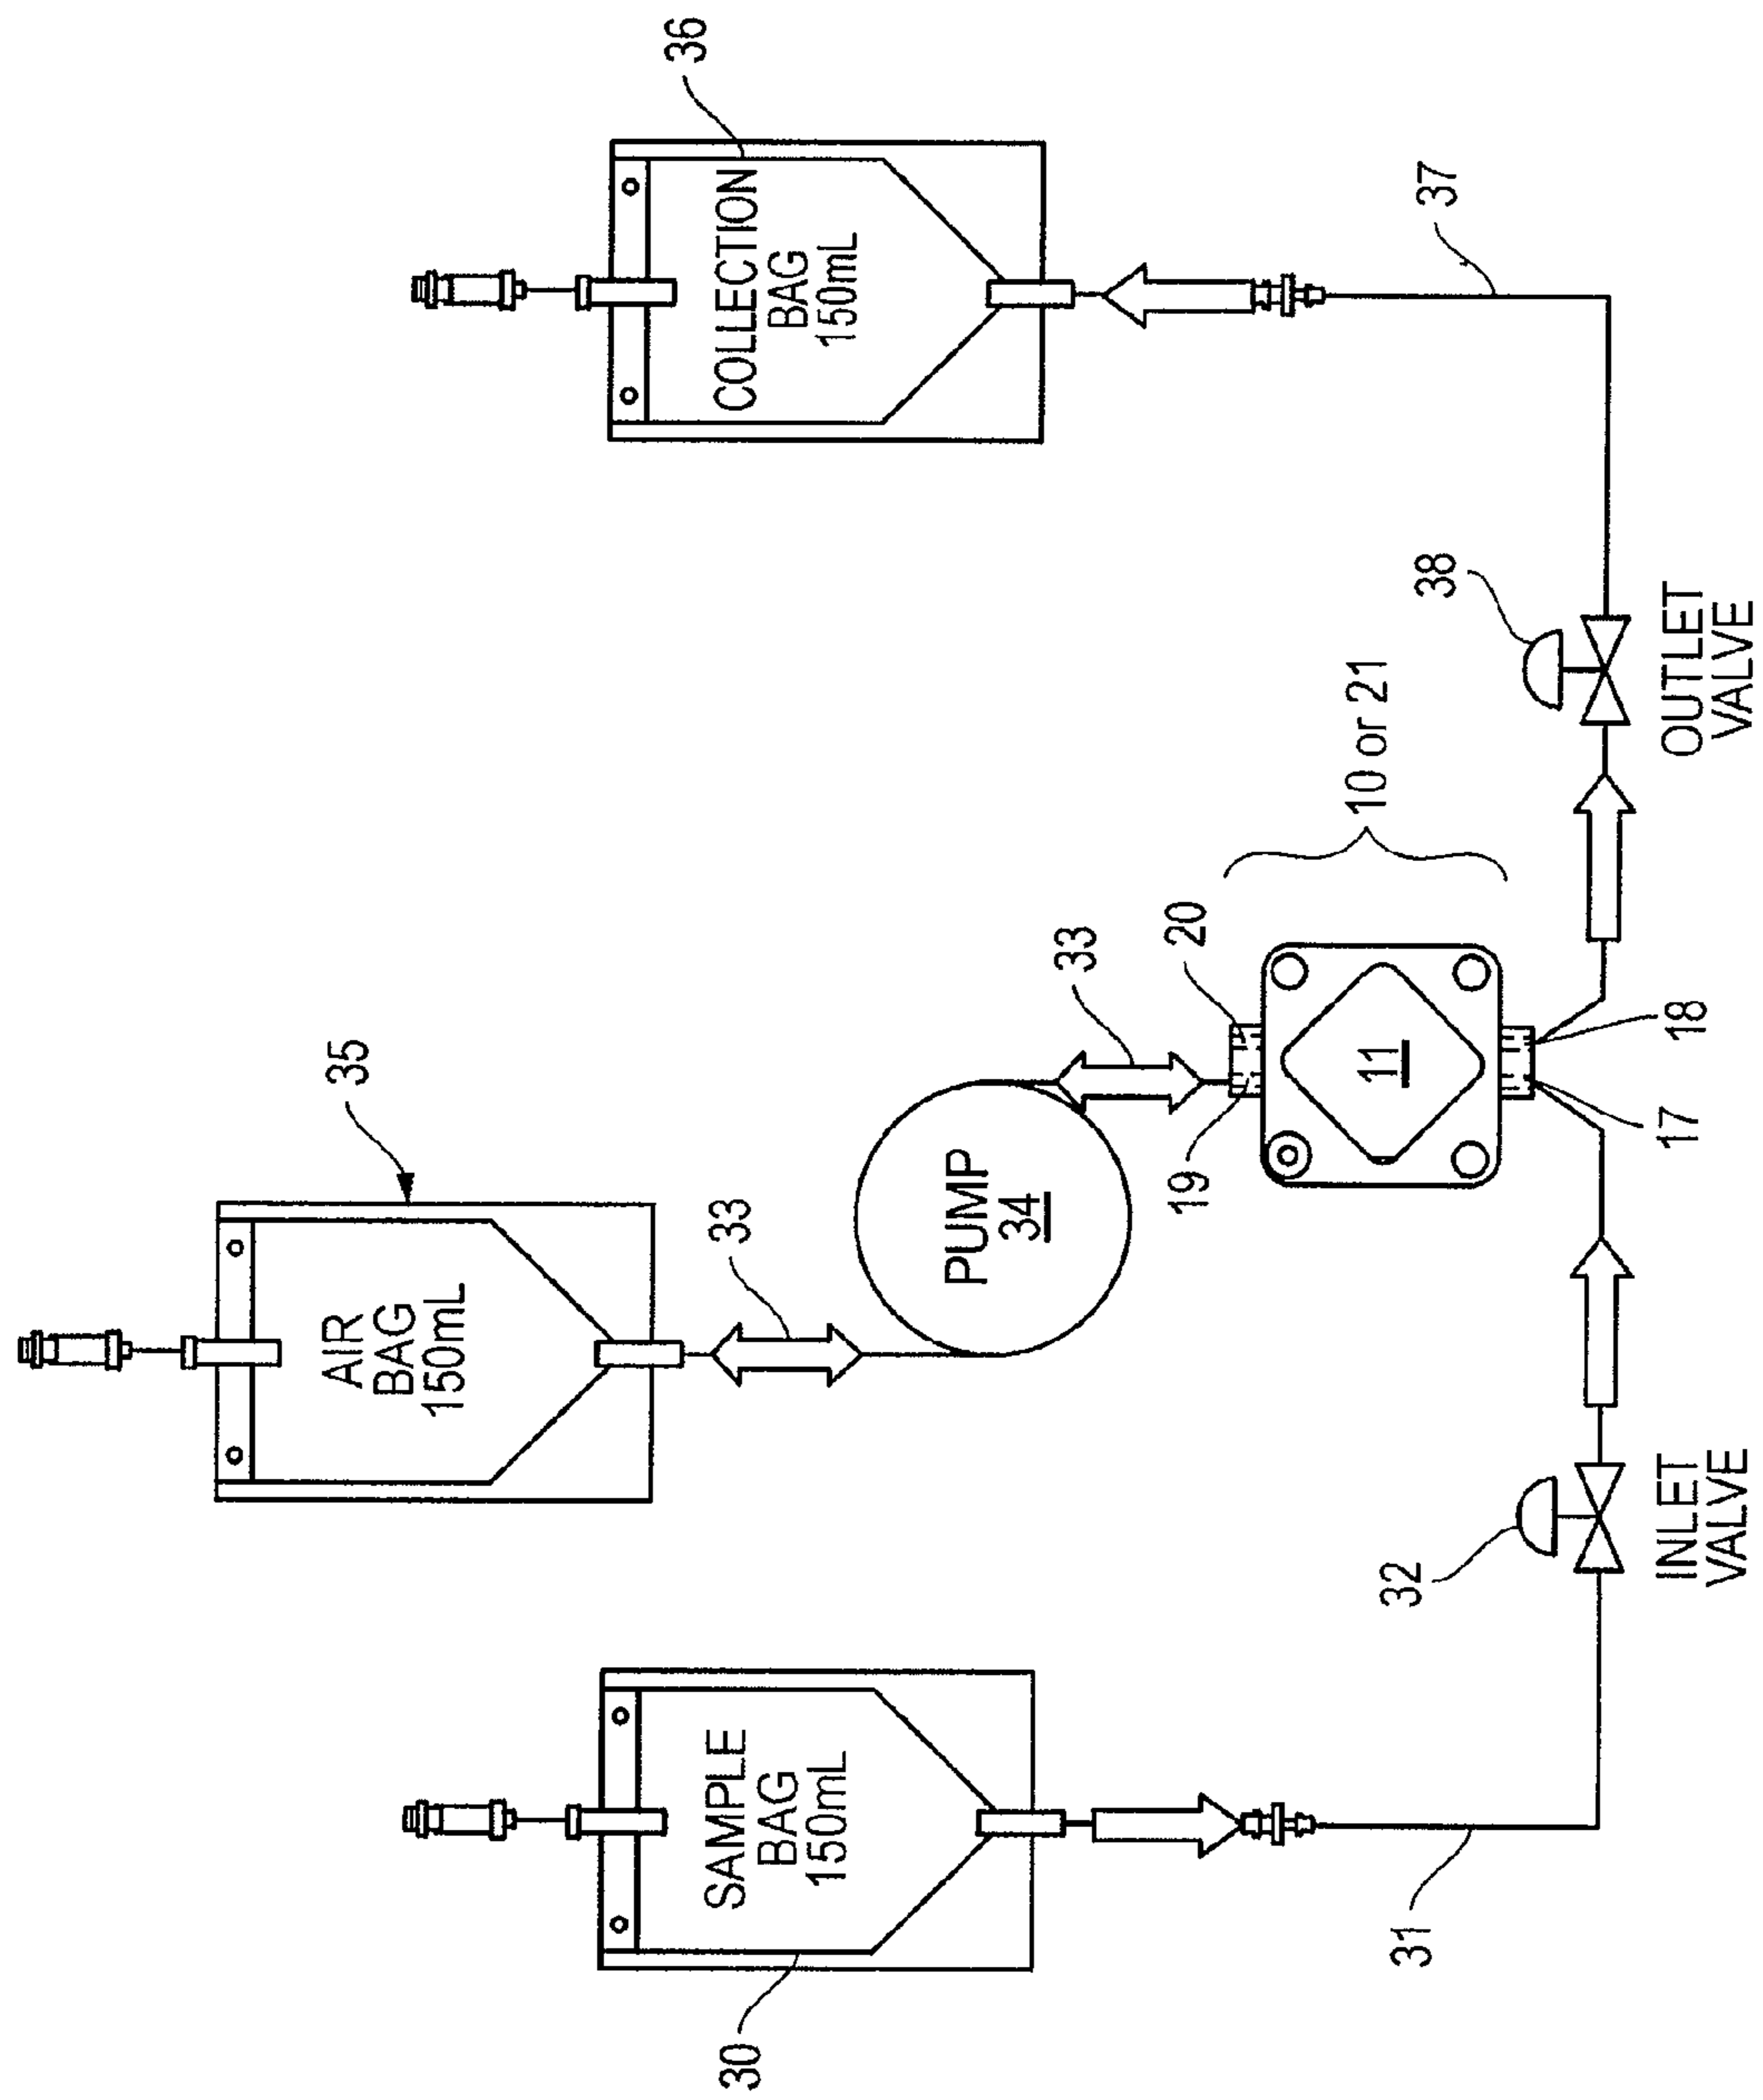 35
AIR
BAG
150mL
33
36
COLLECTION
BAG
150mL
SAMPLE
BAG
150mL
30
PUMP
34
33
20
19
10 or 21
11
37
38
31
32
17
18
INLET
VALVE
OUTLET
VALVE